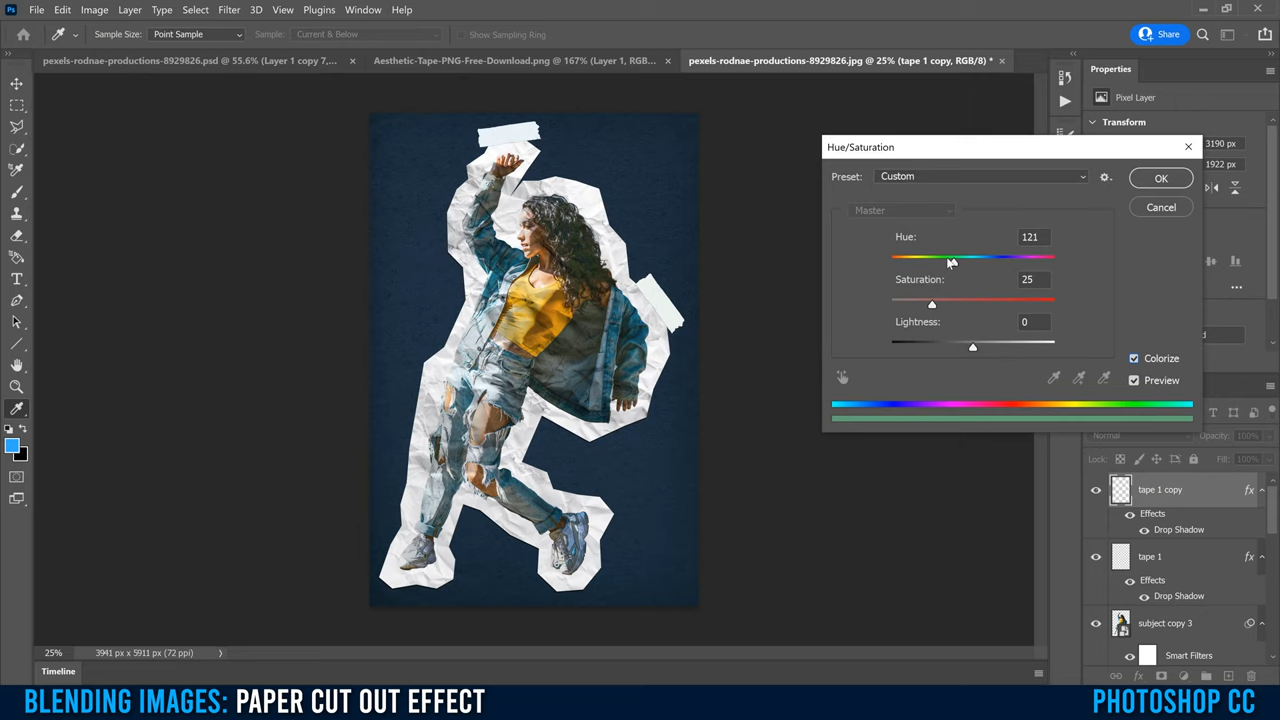 Ps File Edit Image Layer Type Select Filter 3D View Plugins Window Help
Sample Size: Point Sample Sample: Current & Below Show Sampling Ring Share
pexels-rodnae-productions-8929826.psd @ 55.6% (Layer 1 copy 7,... × Aesthetic-Tape-PNG-Free-Download.png @ 167% (Layer 1, RGB... × pexels-rodnae-productions-8929826.jpg @ 25% (tape 1 copy, RGB/8) * ×
Properties
Pixel Layer
Transform
3190 px
1922 px
Hue/Saturation
Preset: Custom
OK
Cancel
Master
Hue: 121
Saturation: 25
Lightness: 0
Colorize
Preview
Normal Opacity: 100%
Lock: Fill: 100%
tape 1 copy fx
Effects
Drop Shadow
tape 1 fx
Effects
Drop Shadow
subject copy 3
Smart Filters
25% 3941 px x 5911 px (72 ppi)
Timeline
BLENDING IMAGES: PAPER CUT OUT EFFECT
PHOTOSHOP CC